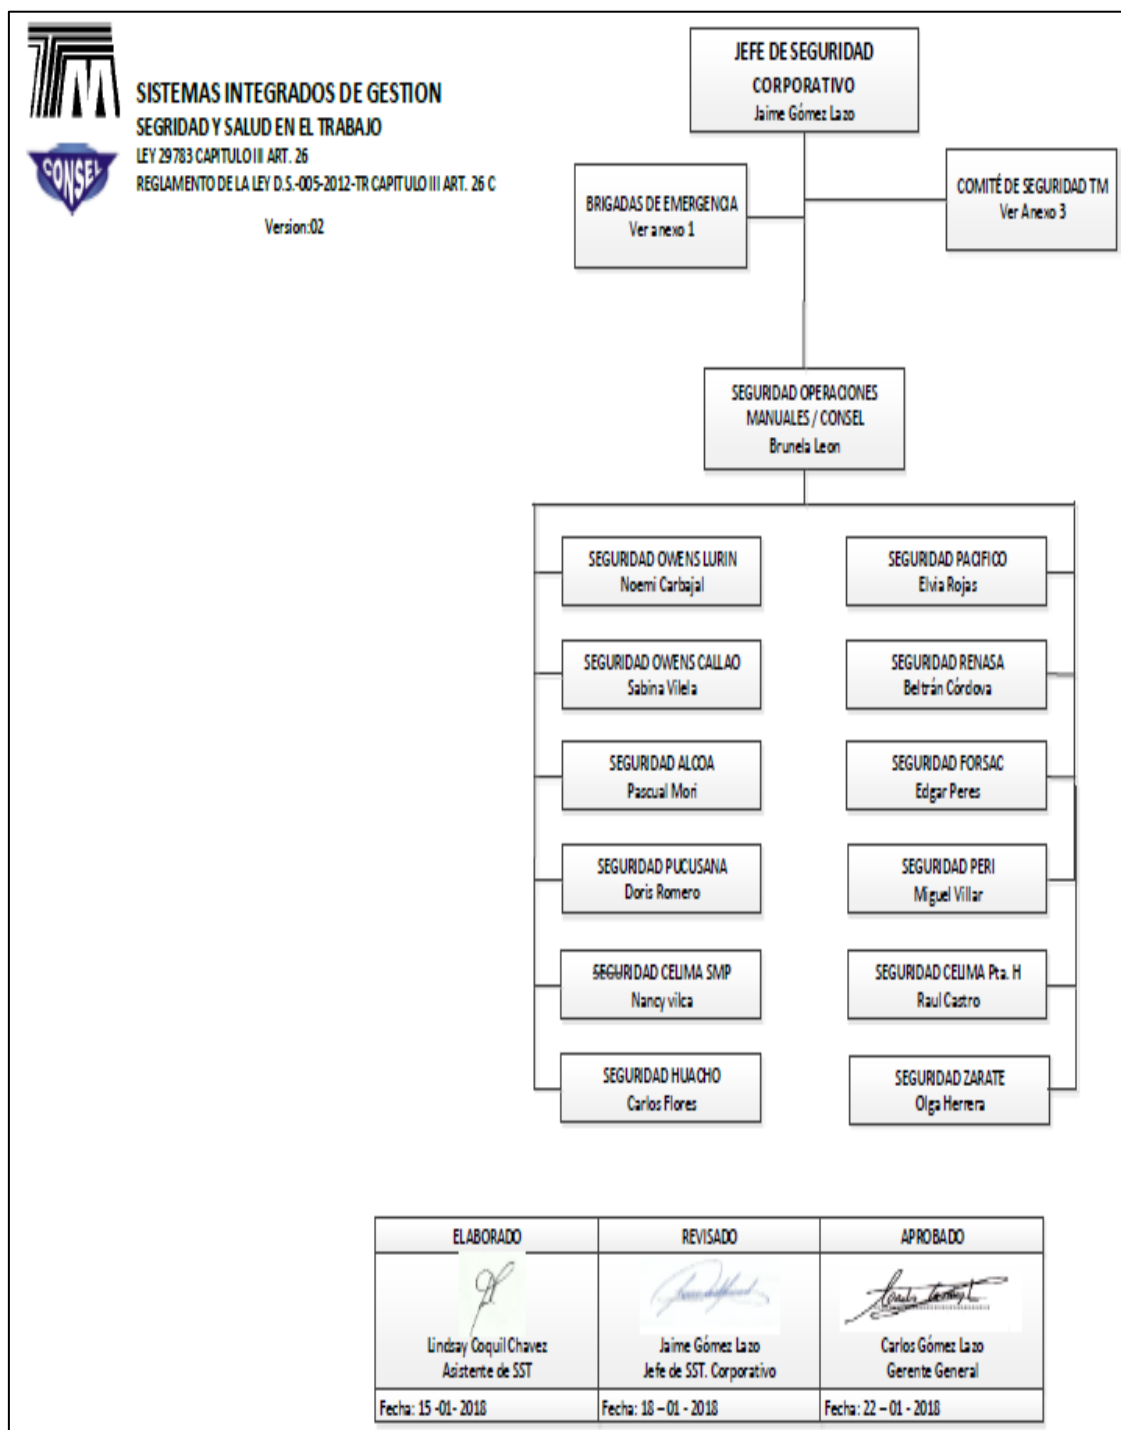 TM
CONSEL
SISTEMAS INTEGRADOS DE GESTION
SEGRIDAD Y SALUD EN EL TRABAJO
LEY 29783 CAPITULO III ART. 26
REGLAMENTO DE LA LEY D.S.-005-2012-TR CAPITULO III ART. 26 C
Version:02
JEFE DE SEGURIDAD
CORPORATIVO
Jaime Gómez Lazo
BRIGADAS DE EMERGENCIA
Ver anexo 1
COMITÉ DE SEGURIDAD TM
Ver Anexo 3
SEGURIDAD OPERACIONES
MANUALES / CONSEL
Brunela Leon
SEGURIDAD OWENS LURIN
Noemi Carbajal
SEGURIDAD PACIFICO
Elvia Rojas
SEGURIDAD OWENS CALLAO
Sabina Vilela
SEGURIDAD RENASA
Beltrán Córdova
SEGURIDAD ALCOA
Pascual Mori
SEGURIDAD FORSAC
Edgar Peres
SEGURIDAD PUCUSANA
Doris Romero
SEGURIDAD PERI
Miguel Villar
SEGURIDAD CELIMA SMP
Nancy vilca
SEGURIDAD CELIMA Pta. H
Raul Castro
SEGURIDAD HUACHO
Carlos Flores
SEGURIDAD ZARATE
Olga Herrera
ELABORADO
REVISADO
APROBADO
Lindsay Coquil Chavez
Asistente de SST
Jaime Gómez Lazo
Jefe de SST. Corporativo
Carlos Gómez Lazo
Gerente General
Fecha: 15 -01- 2018
Fecha: 18 – 01 - 2018
Fecha: 22 – 01 - 2018